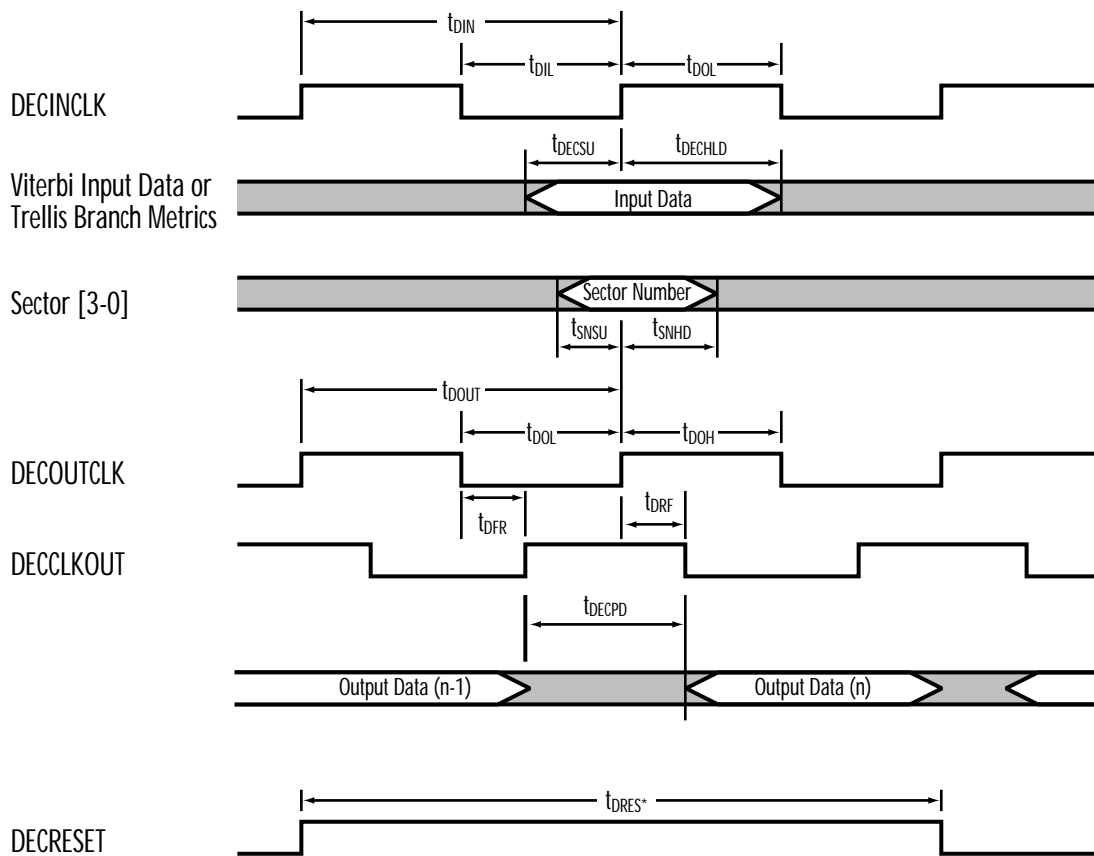 tDIN
tDIL
tDOL
DECINCLK
tDECSU
tDECHLD
Viterbi Input Data or
Trellis Branch Metrics
Input Data
Sector [3-0]
Sector Number
tSNSU
tSNHD
tDOUT
tDOL
tDOH
DECOUTCLK
tDFR
tDRF
DECCLKOUT
tDECPD
Output Data (n-1)
Output Data (n)
tDRES*
DECRESET